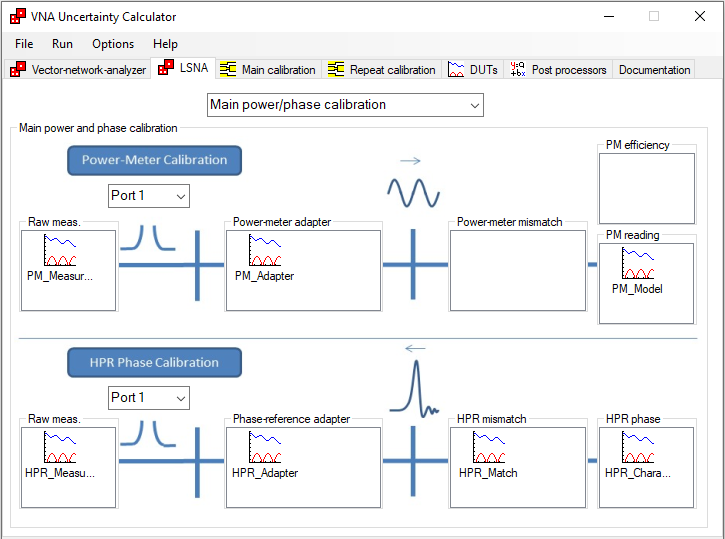 VNA Uncertainty Calculator
File Run Options Help
Vector-network-analyzer LSNA Main calibration Repeat calibration DUTs Post processors Documentation
Main power/phase calibration
Main power and phase calibration
Power-Meter Calibration
PM efficiency
Port 1
Raw meas. Power-meter adapter Power-meter mismatch
PM reading
PM_Measur... PM_Adapter
PM_Model
HPR Phase Calibration
Port 1
Raw meas. Phase-reference adapter HPR mismatch HPR phase
HPR_Measu... HPR_Adapter HPR_Match HPR_Chara...